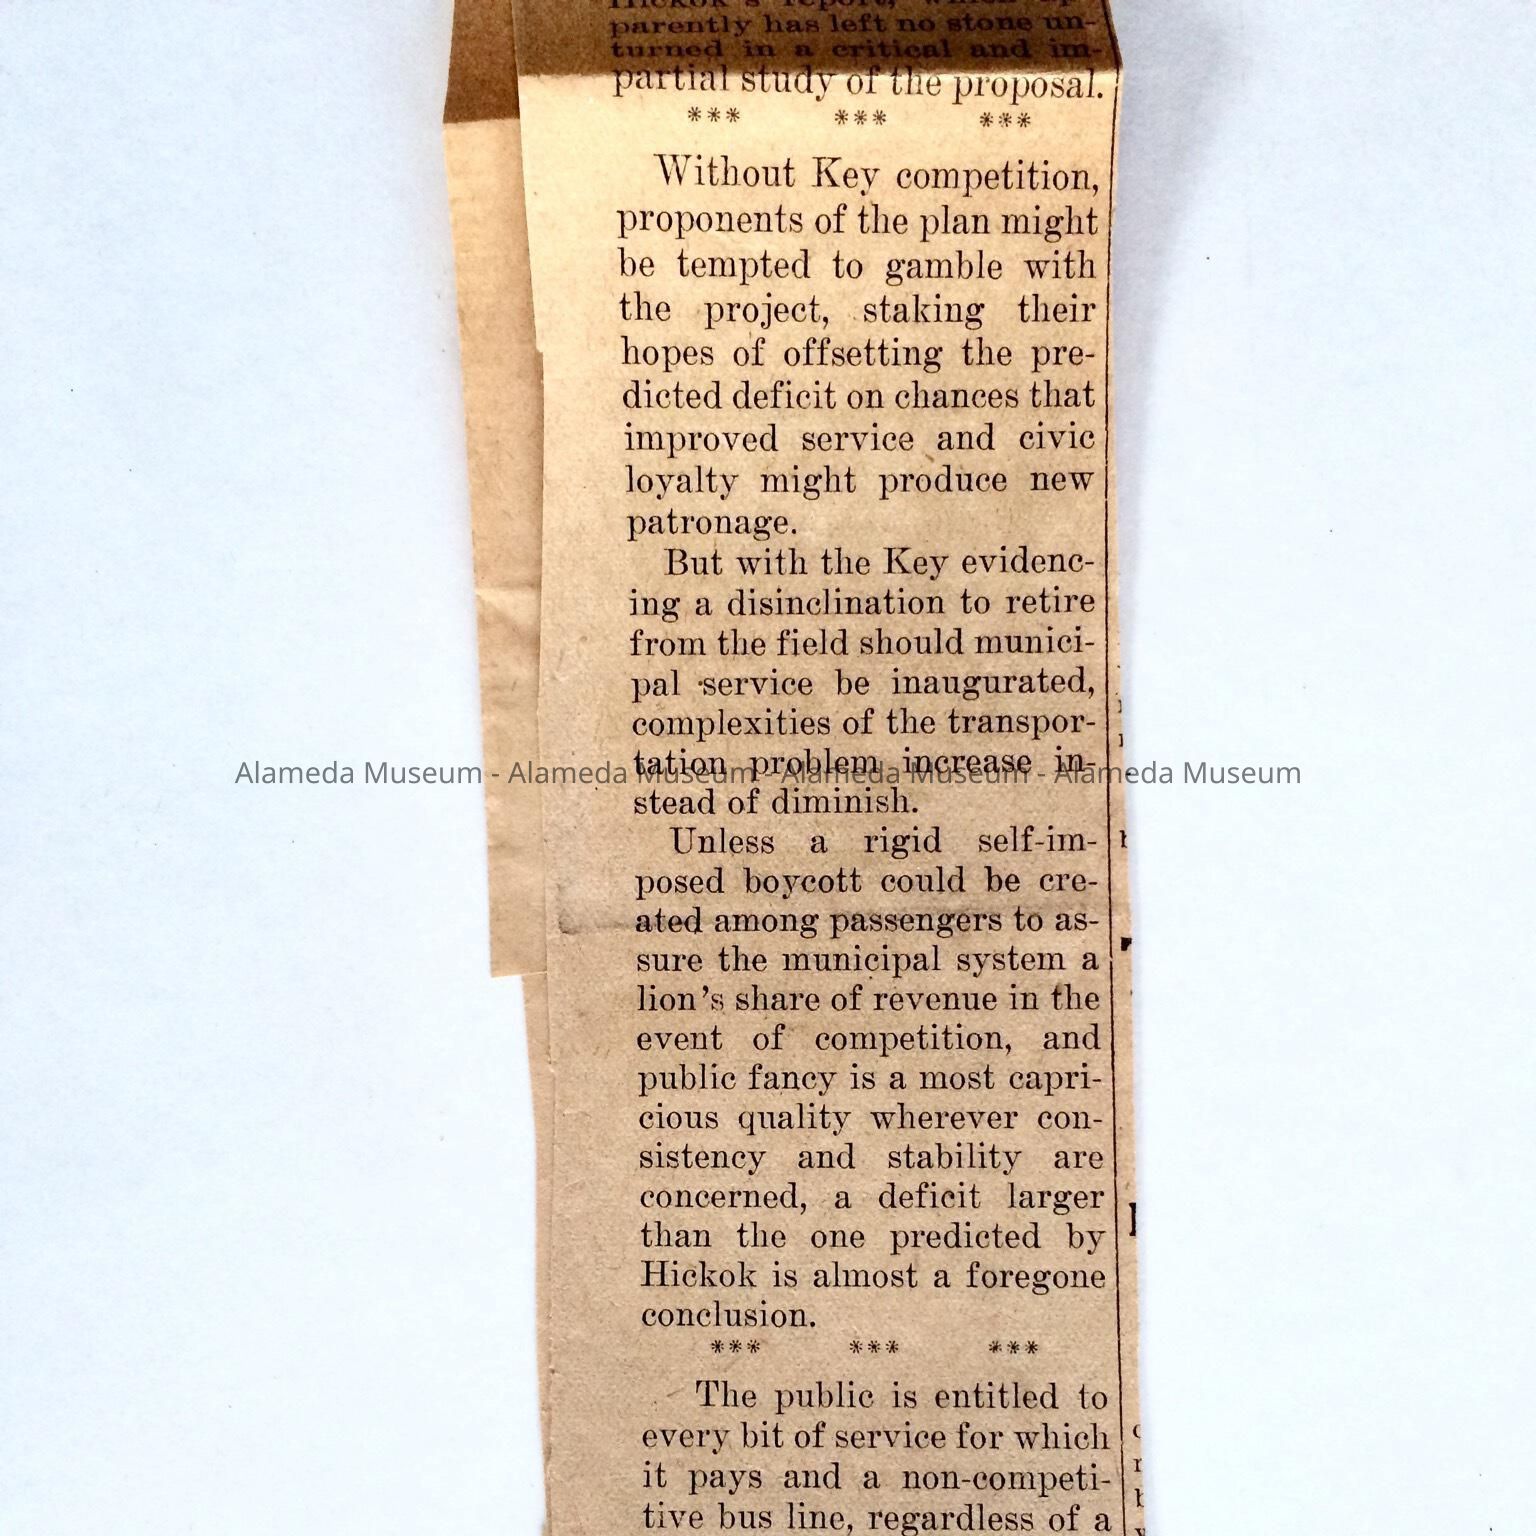 Hickok's report, which ap-
parently has left no stone un-
turned in a critical and im-
partial study of the proposal.
*** *** ***
Without Key competition,
proponents of the plan might
be tempted to gamble with
the project, staking their
hopes of offsetting the pre-
dicted deficit on chances that
improved service and civic
loyalty might produce new
patronage.
But with the Key evidenc-
ing a disinclination to retire
from the field should munici-
pal service be inaugurated,
complexities of the transpor-
tation problem increase in-
stead of diminish.
Alameda Museum - Alameda Museum - Alameda Museum - Alameda Museum
Unless a rigid self-im-
posed boycott could be cre-
ated among passengers to as-
sure the municipal system a
lion's share of revenue in the
event of competition, and
public fancy is a most capri-
cious quality wherever con-
sistency and stability are
concerned, a deficit larger
than the one predicted by
Hickok is almost a foregone
conclusion.
*** *** ***
The public is entitled to
every bit of service for which
it pays and a non-competi-
tive bus line, regardless of a